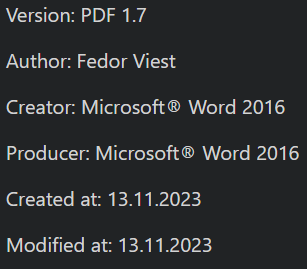 Version: PDF 1.7
Author: Fedor Viest
Creator: Microsoft® Word 2016
Producer: Microsoft® Word 2016
Created at: 13.11.2023
Modified at: 13.11.2023